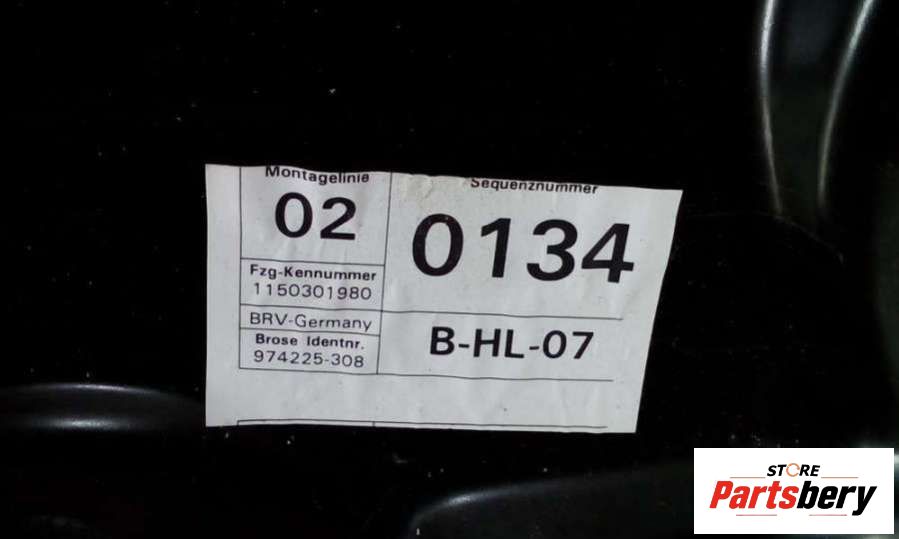 Montagelinie
02
Sequenznummer
0134
Fzg-Kennummer
1150301980
BRV-Germany
Brose Identnr.
974225-308
B-HL-07
STORE
Partsbery